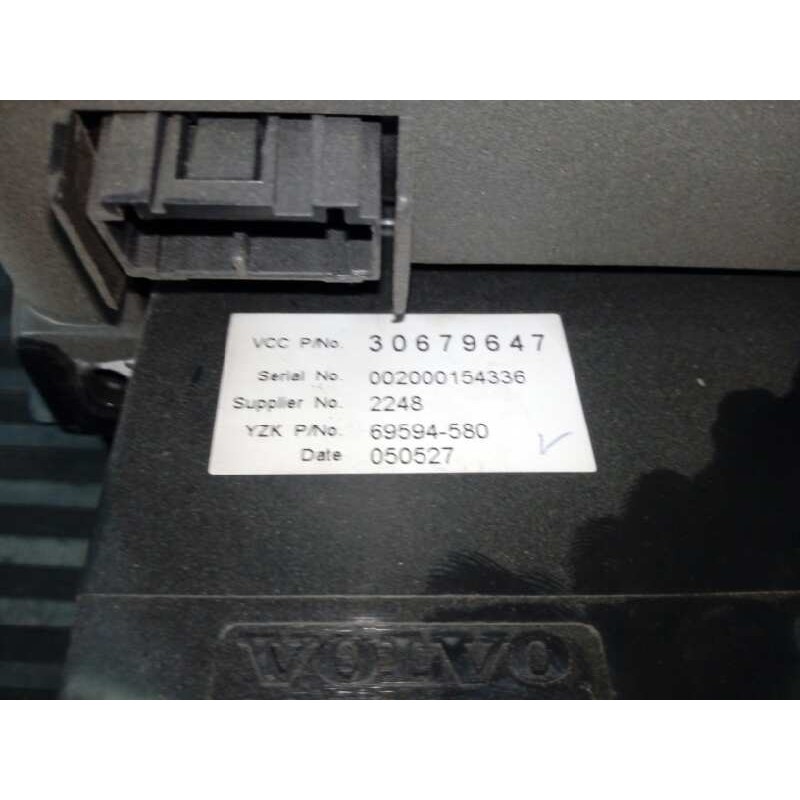 VCC P/No. 30679647
Serial No. 002000154336
Supplier No. 2248
YZK P/No. 69594-580
Date 050527
VOLVO